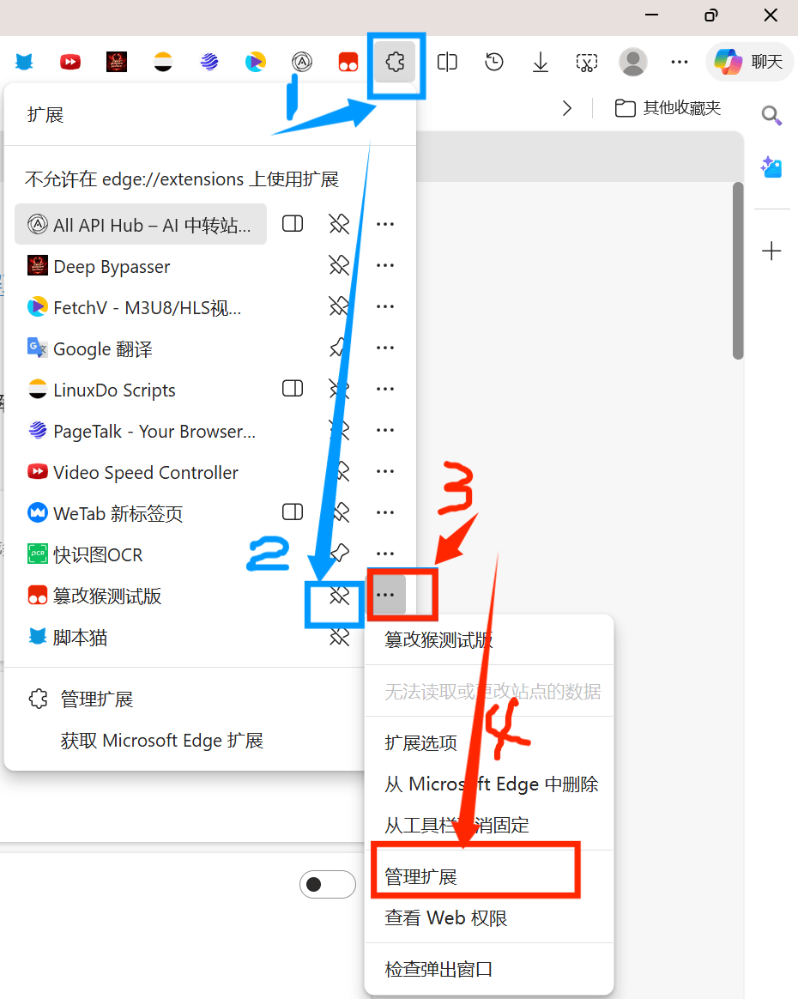 聊天
1
扩展
其他收藏夹
不允许在 edge://extensions 上使用扩展
All API Hub – AI 中转站...
Deep Bypasser
FetchV - M3U8/HLS视...
Google 翻译
LinuxDo Scripts
PageTalk - Your Browser...
Video Speed Controller
3
WeTab 新标签页
2
快识图OCR
OCR
篡改猴测试版
脚本猫
篡改猴测试版
管理扩展
无法读取或更改站点的数据
4
获取 Microsoft Edge 扩展
扩展选项
从 Microsoft Edge 中删除
从工具栏取消固定
管理扩展
查看 Web 权限
检查弹出窗口